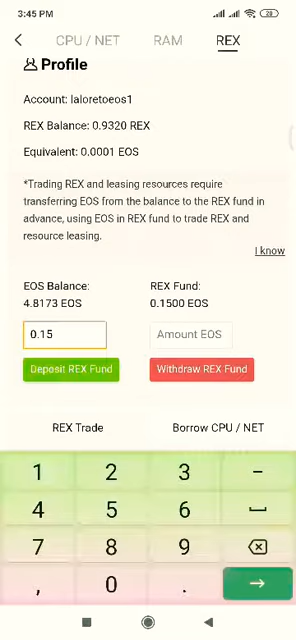 3:45 PM
28
CPU / NET RAM REX
Profile
Account: laloretoeos1
REX Balance: 0.9320 REX
Equivalent: 0.0001 EOS
*Trading REX and leasing resources require
transferring EOS from the balance to the REX fund in
advance, using EOS in REX fund to trade REX and
resource leasing.
I know
EOS Balance: REX Fund:
4.8173 EOS 0.1500 EOS
0.15 Amount EOS
Deposit REX Fund Withdraw REX Fund
REX Trade Borrow CPU / NET
1 2 3 −
4 5 6
7 8 9
, 0 .